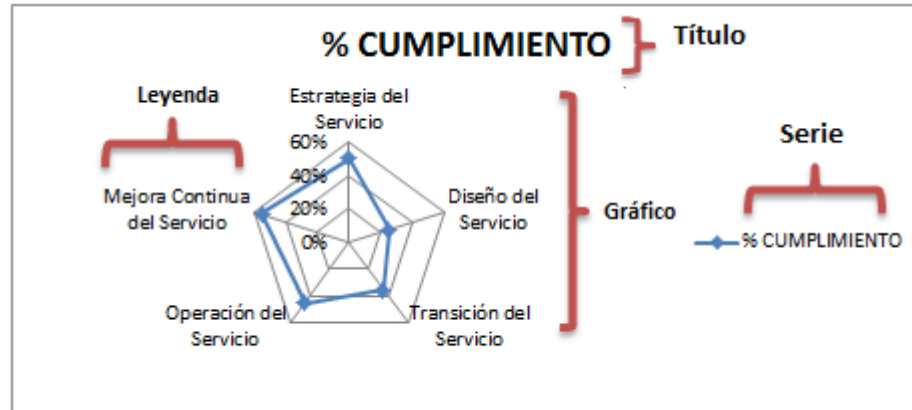 % CUMPLIMIENTO
Título
Leyenda
Estrategia del
Servicio
60%
40%
20%
0%
Mejora Continua
del Servicio
Diseño del
Servicio
Operación del
Servicio
Transición del
Servicio
Gráfico
Serie
% CUMPLIMIENTO